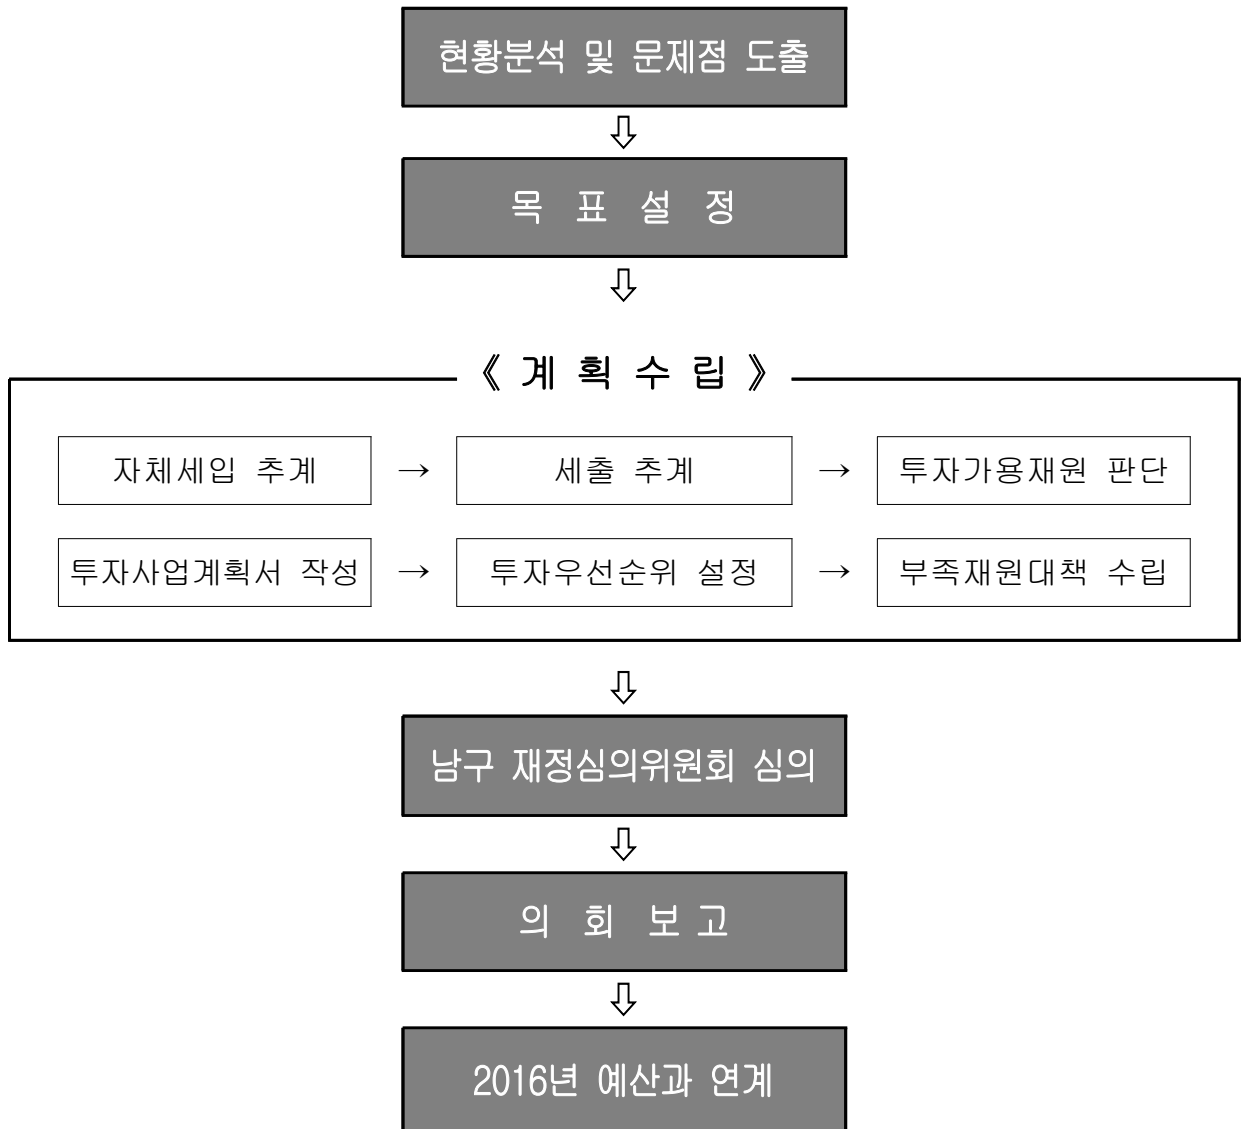 현황분석 및 문제점 도출
⇩
목 표 설 정
⇩
《 계 획 수 립 》
자체세입 추계 → 세출 추계 → 투자가용재원 판단
투자사업계획서 작성 → 투자우선순위 설정 → 부족재원대책 수립
⇩
남구 재정심의위원회 심의
⇩
의 회 보고
⇩
2016년 예산과 연계